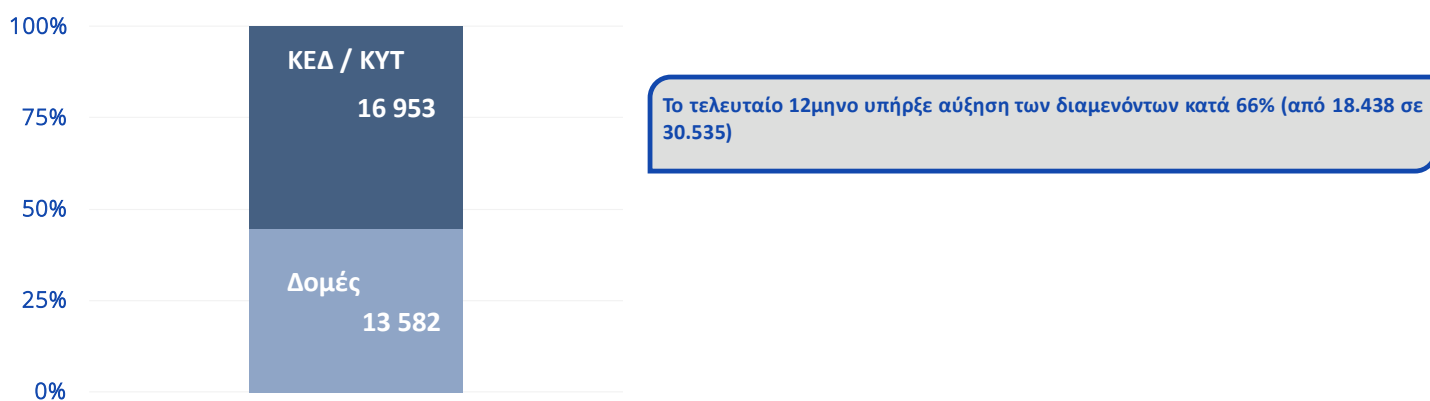 100%
75%
50%
25%
0%
ΚΕΔ / ΚΥΤ
16 953
Δομές
13 582
Το τελευταίο 12μηνο υπήρξε αύξηση των διαμενόντων κατά 66% (από 18.438 σε
30.535)